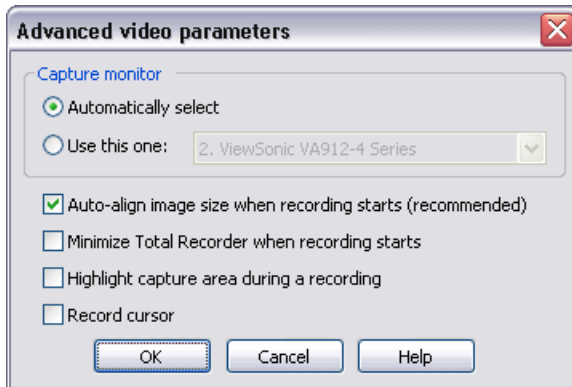 Advanced video parameters
Capture monitor
Automatically select
Use this one: 2. ViewSonic VA912-4 Series
Auto-align image size when recording starts (recommended)
Minimize Total Recorder when recording starts
Highlight capture area during a recording
Record cursor
OK Cancel Help